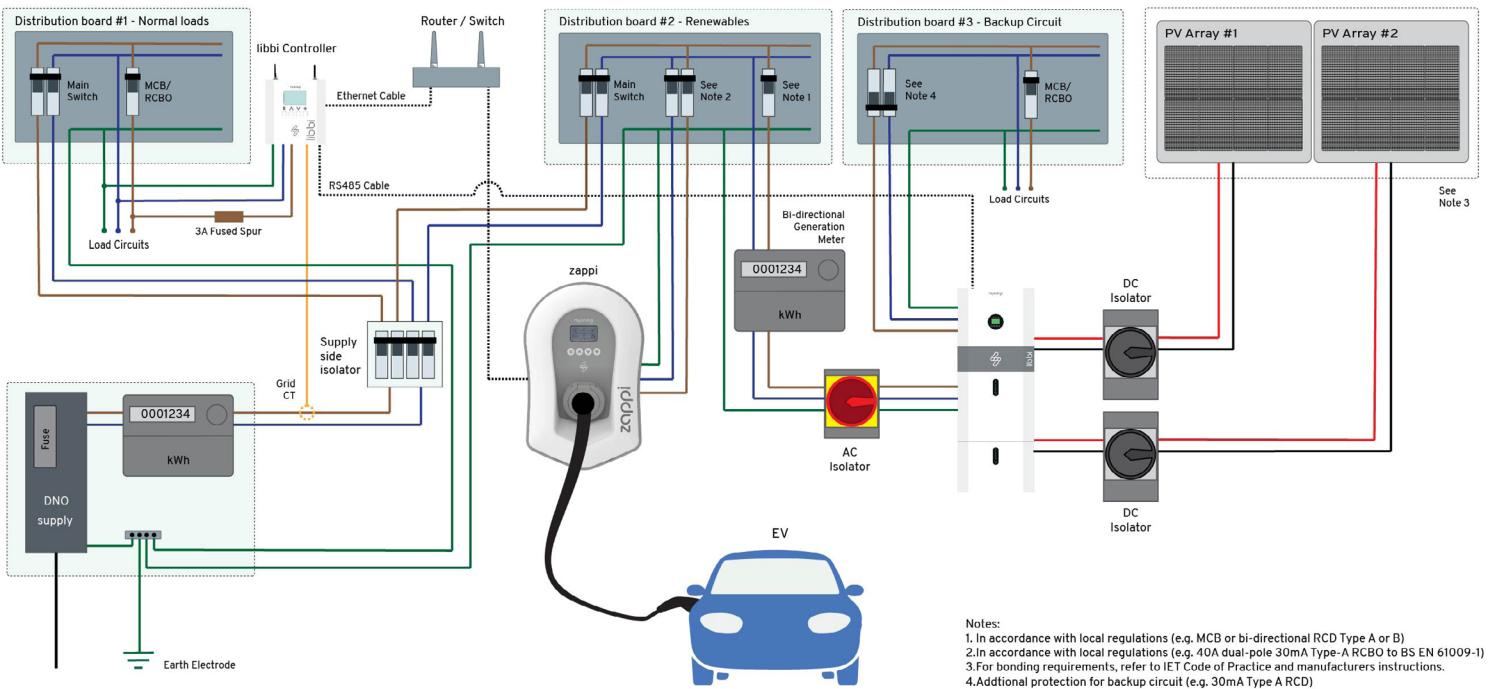 Distribution board #1 - Normal loads
Main
Switch
MCB/
RCBO
libbi Controller
libbi
Router / Switch
Ethernet Cable
RS485 Cable
3A Fused Spur
Load Circuits
Distribution board #2 - Renewables
Main
Switch
See
Note 2
See
Note 1
Distribution board #3 - Backup Circuit
See
Note 4
MCB/
RCBO
Load Circuits
PV Array #1
PV Array #2
See
Note 3
Bi-directional
Generation
Meter
0001234
kWh
zappi
zappi
DC
Isolator
libbi
Supply
side
isolator
Grid
CT
0001234
kWh
Fuse
DNO
supply
AC
Isolator
DC
Isolator
EV
Earth Electrode
Notes:
1. In accordance with local regulations (e.g. MCB or bi-directional RCD Type A or B)
2.In accordance with local regulations (e.g. 40A dual-pole 30mA Type-A RCBO to BS EN 61009-1)
3.For bonding requirements, refer to IET Code of Practice and manufacturers instructions.
4.Addtional protection for backup circuit (e.g. 30mA Type A RCD)